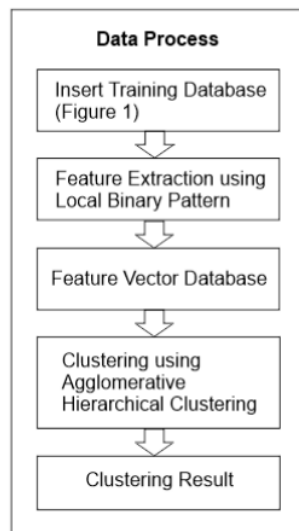 Data Process
Insert Training Database
(Figure 1)
Feature Extraction using
Local Binary Pattern
Feature Vector Database
Clustering using
Agglomerative
Hierarchical Clustering
Clustering Result